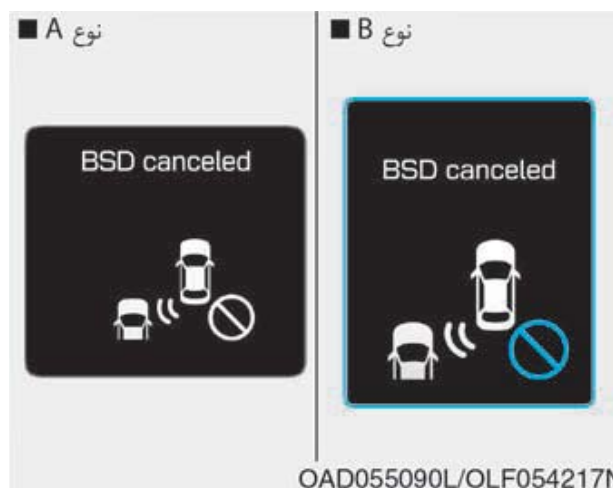 ■ A نوع
■ B نوع
BSD canceled
BSD canceled
OAD055090L/OLF054217N